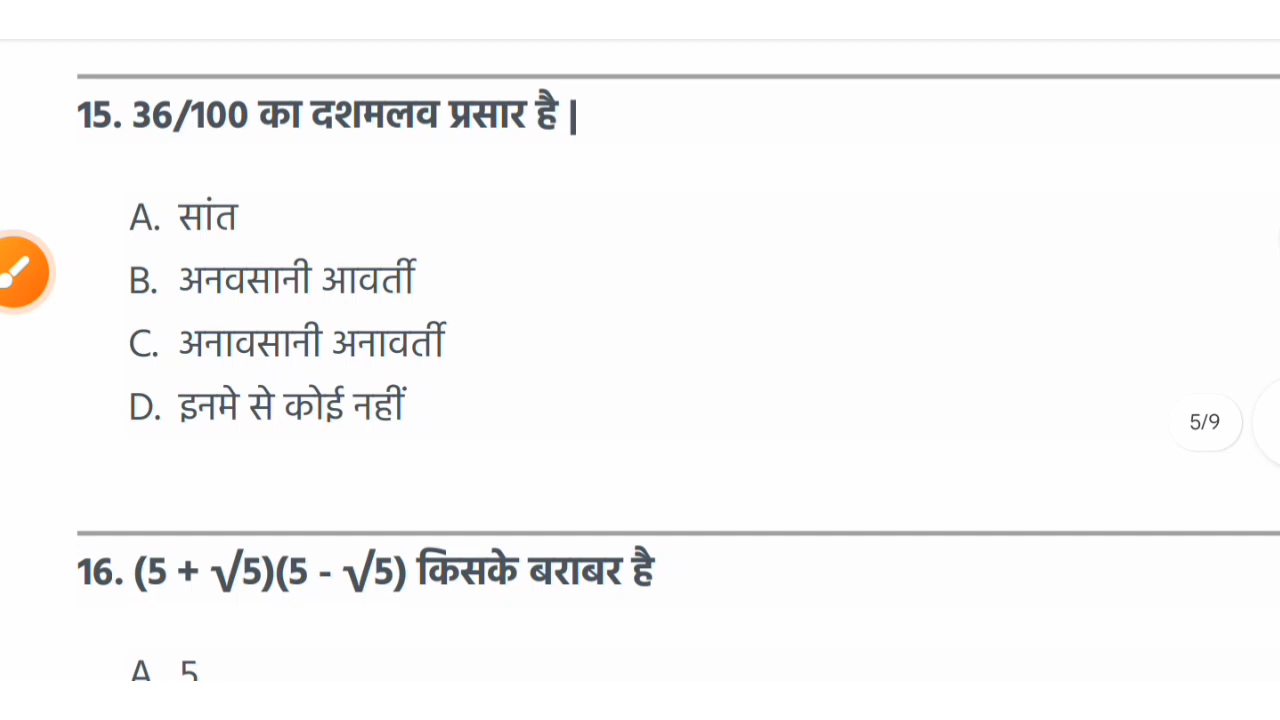 15. 36/100 का दशमलव प्रसार है |
A. सांत
B. अनवसानी आवर्ती
C. अनावसानी अनावर्ती
D. इनमे से कोई नहीं
5/9
16. (5 + √5)(5 - √5) किसके बराबर है
A. 5